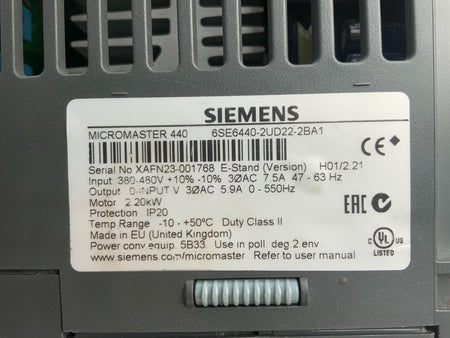 SIEMENS
MICROMASTER 440 6SE6440-2UD22-2BA1
Serial No XAFN23-001768 E-Stand (Version) H01/2.21
Input 380-480V +10% -10% 3ØAC 7.5A 47 - 63 Hz
Output 0-INPUT V 3ØAC 5.9A 0 - 550Hz
Motor 2.20kW
Protection IP20
Temp Range -10 - +50°C Duty Class II
Made in EU (United Kingdom)
Power conv equip. 5B33. Use in poll. deg 2 env.
www.siemens.com/micromaster Refer to user manual
CE
EAC
C UL US
LISTED